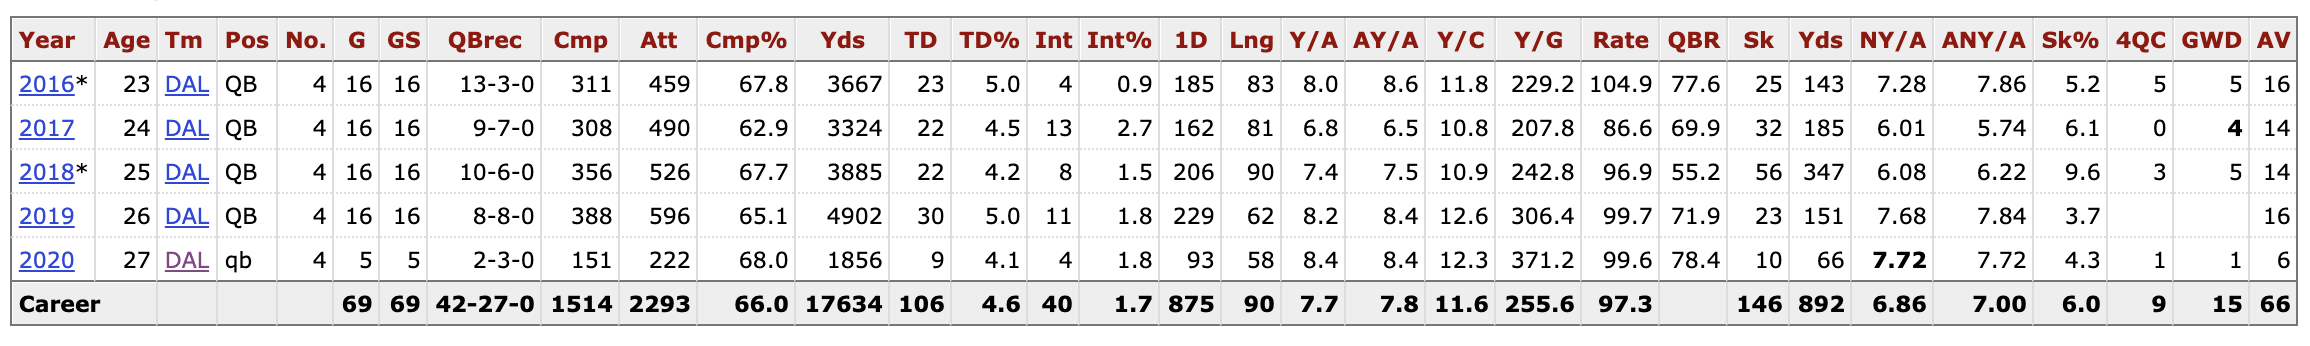 Year Age Tm Pos No. G GS QBrec Cmp Att Cmp% Yds TD TD% Int Int% 1D Lng Y/A AY/A Y/C Y/G Rate QBR Sk Yds NY/A ANY/A Sk% 4QC GWD AV
2016* 23 DAL QB 4 16 16 13-3-0 311 459 67.8 3667 23 5.0 4 0.9 185 83 8.0 8.6 11.8 229.2 104.9 77.6 25 143 7.28 7.86 5.2 5 5 16
2017 24 DAL QB 4 16 16 9-7-0 308 490 62.9 3324 22 4.5 13 2.7 162 81 6.8 6.5 10.8 207.8 86.6 69.9 32 185 6.01 5.74 6.1 0 4 14
2018* 25 DAL QB 4 16 16 10-6-0 356 526 67.7 3885 22 4.2 8 1.5 206 90 7.4 7.5 10.9 242.8 96.9 55.2 56 347 6.08 6.22 9.6 3 5 14
2019 26 DAL QB 4 16 16 8-8-0 388 596 65.1 4902 30 5.0 11 1.8 229 62 8.2 8.4 12.6 306.4 99.7 71.9 23 151 7.68 7.84 3.7 16
2020 27 DAL qb 4 5 5 2-3-0 151 222 68.0 1856 9 4.1 4 1.8 93 58 8.4 8.4 12.3 371.2 99.6 78.4 10 66 7.72 7.72 4.3 1 1 6
Career 69 69 42-27-0 1514 2293 66.0 17634 106 4.6 40 1.7 875 90 7.7 7.8 11.6 255.6 97.3 146 892 6.86 7.00 6.0 9 15 66